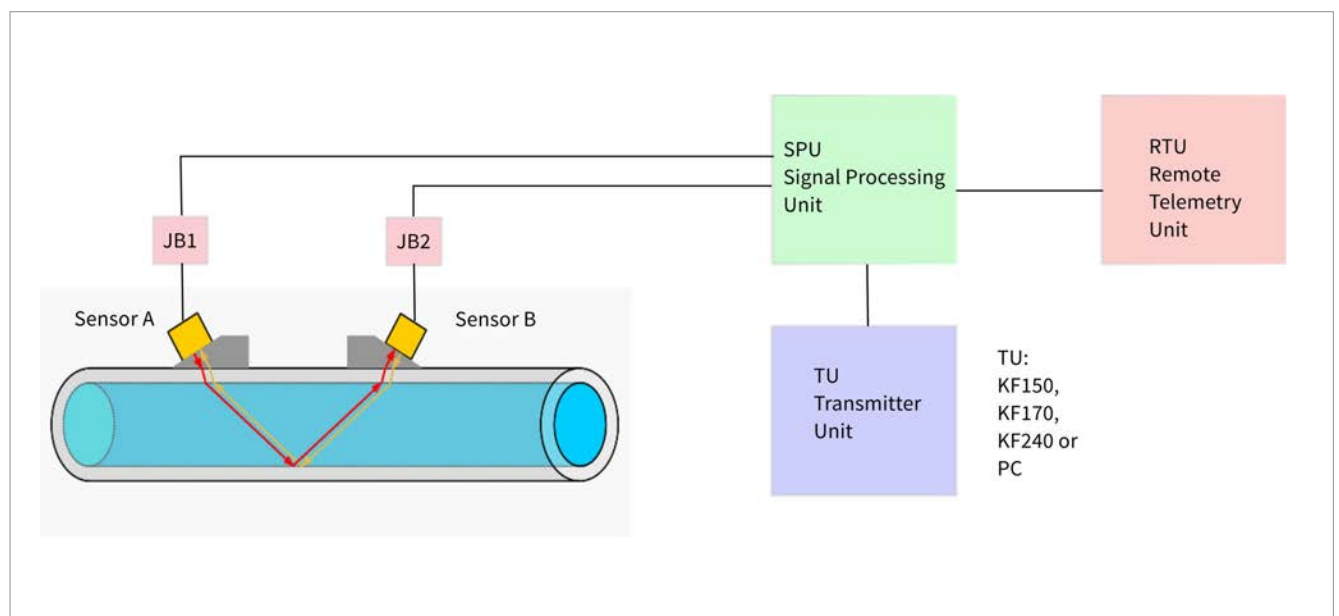 SPU
Signal Processing
Unit
RTU
Remote
Telemetry
Unit
JB1
JB2
Sensor A
Sensor B
TU
Transmitter
Unit
TU:
KF150,
KF170,
KF240 or
PC